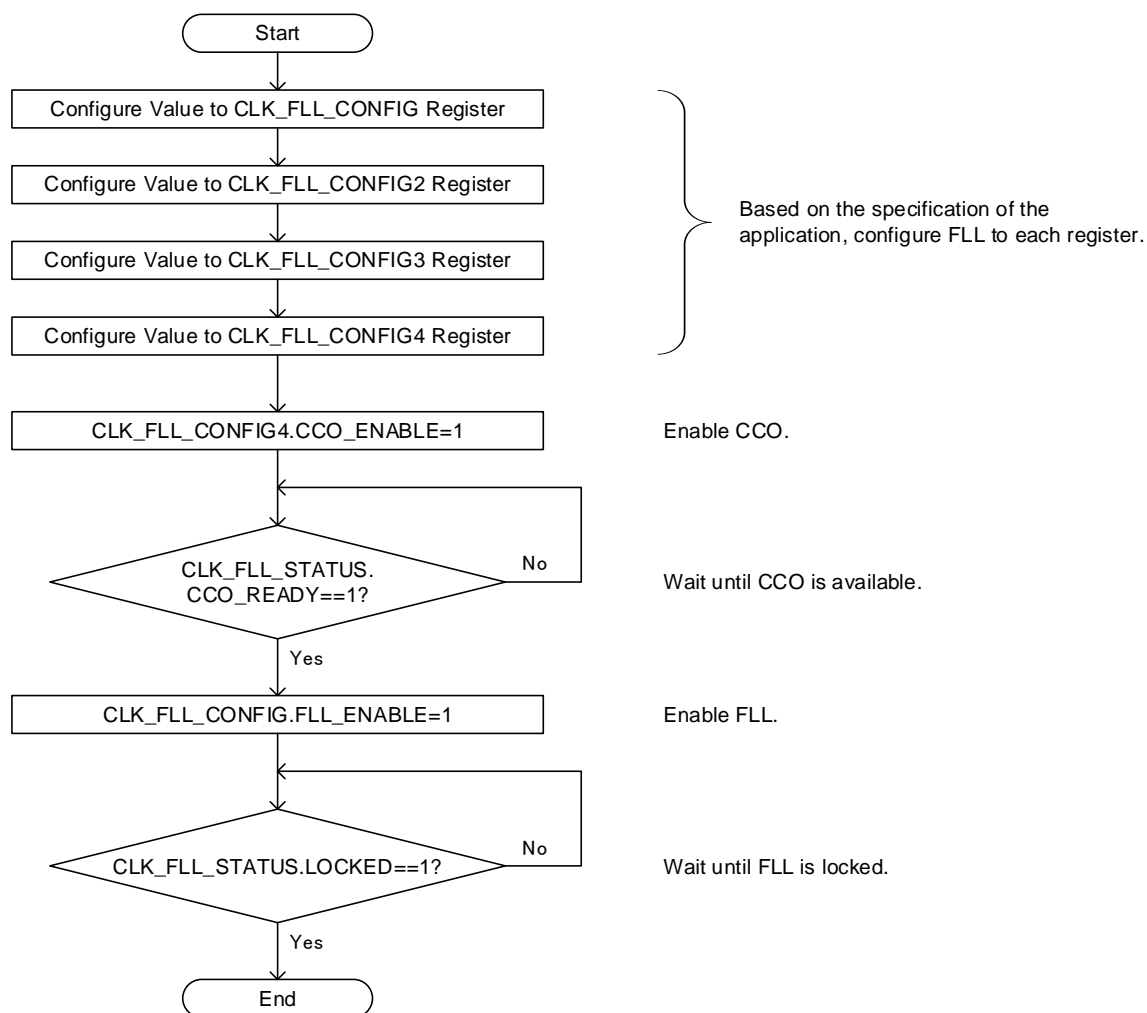 Start
Configure Value to CLK_FLL_CONFIG Register
Configure Value to CLK_FLL_CONFIG2 Register
Configure Value to CLK_FLL_CONFIG3 Register
Configure Value to CLK_FLL_CONFIG4 Register
Based on the specification of the
application, configure FLL to each register.
CLK_FLL_CONFIG4.CCO_ENABLE=1
Enable CCO.
CLK_FLL_STATUS.
CCO_READY==1?
No
Wait until CCO is available.
Yes
CLK_FLL_CONFIG.FLL_ENABLE=1
Enable FLL.
CLK_FLL_STATUS.LOCKED==1?
No
Wait until FLL is locked.
Yes
End